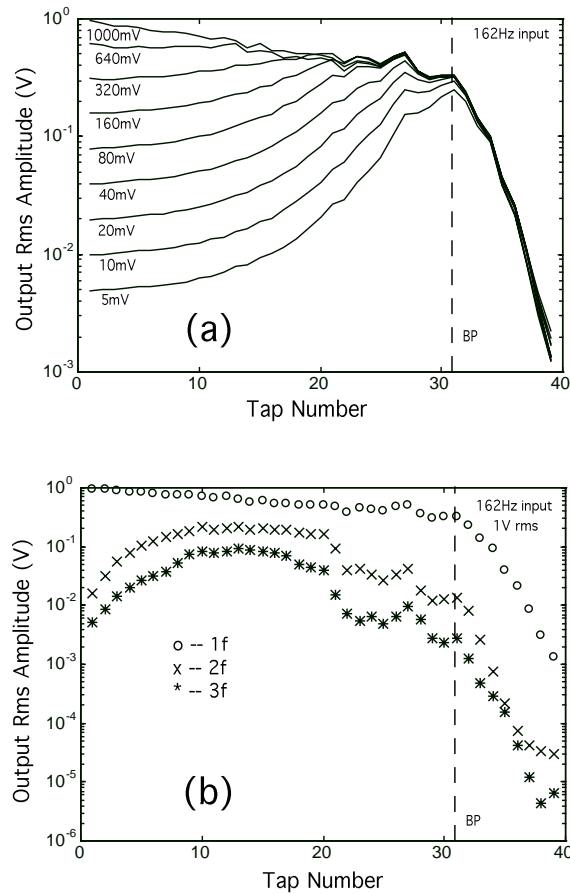 Output Rms Amplitude (V)
10^0
10^-1
10^-2
10^-3
1000mV
640mV
320mV
160mV
80mV
40mV
20mV
10mV
5mV
162Hz input
(a)
BP
0
10
20
30
40
Tap Number
Output Rms Amplitude (V)
10^0
10^-1
10^-2
10^-3
10^-4
10^-5
10^-6
162Hz input
1V rms
o -- 1f
x -- 2f
* -- 3f
(b)
BP
0
10
20
30
40
Tap Number